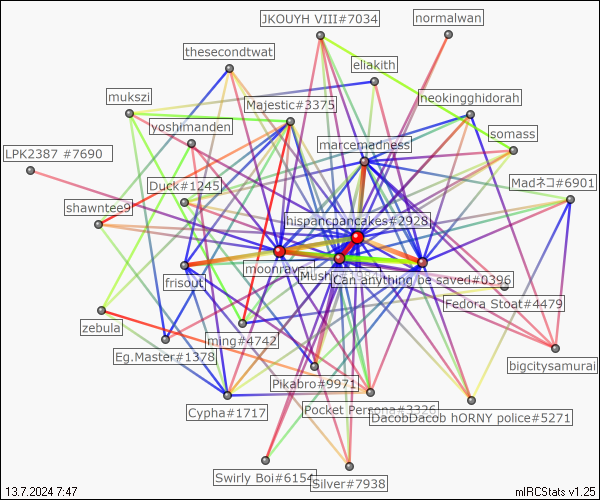 JKOUYH VIII#7034
normalwan
thesecondtwat
eliakith
mukszi
Majestic#3375
neokingghidorah
yoshimanden
somass
marcemadness
LPK2387 #7690
Duck#1245
Madネコ#6901
shawntee9
hispancpancakes#2928
moonrave
Mush
Can anything be saved#0396
frisout
Fedora Stoat#4479
zebula
ming#4742
Eg.Master#1378
bigcitysamurai
Pikabro#9971
Cypha#1717
Pocket Persona#3326
DacobDacob hORNY police#5271
Swirly Boi#6154
Silver#7938
13.7.2024 7:47
mIRCStats v1.25